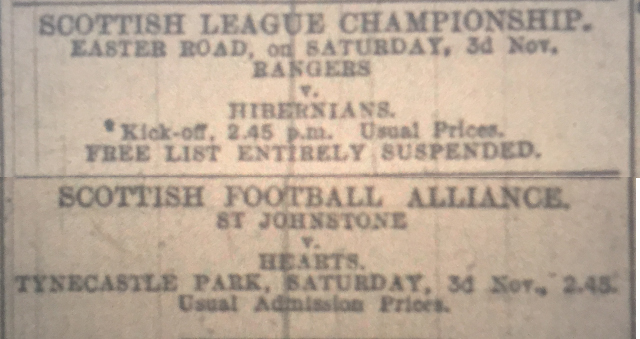 SCOTTISH LEAGUE CHAMPIONSHIP.
EASTER ROAD, on SATURDAY, 3d Nov.
RANGERS
v.
HIBERNIANS.
*Kick-off, 2.45 p.m. Usual Prices.
FREE LIST ENTIRELY SUSPENDED.
SCOTTISH FOOTBALL ALLIANCE.
ST JOHNSTONE
v.
HEARTS.
TYNECASTLE PARK, SATURDAY, 3d Nov., 2.45.
Usual Admission Prices.